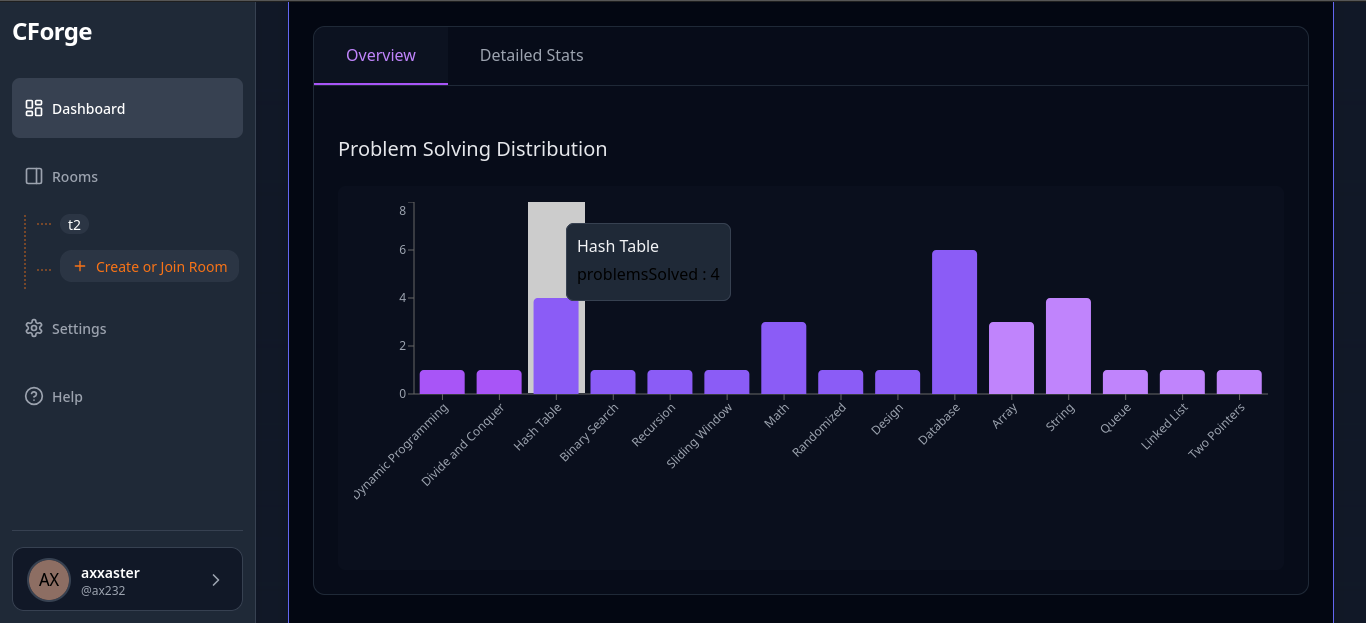 CForge
Dashboard
Rooms
t2
+ Create or Join Room
Settings
Help
AX
axxaster
@ax232
Overview
Detailed Stats
Problem Solving Distribution
8
6
4
2
0
Hash Table
problemsSolved : 4
Dynamic Programming
Divide and Conquer
Hash Table
Binary Search
Recursion
Sliding Window
Math
Randomized
Design
Database
Array
String
Queue
Linked List
Two Pointers